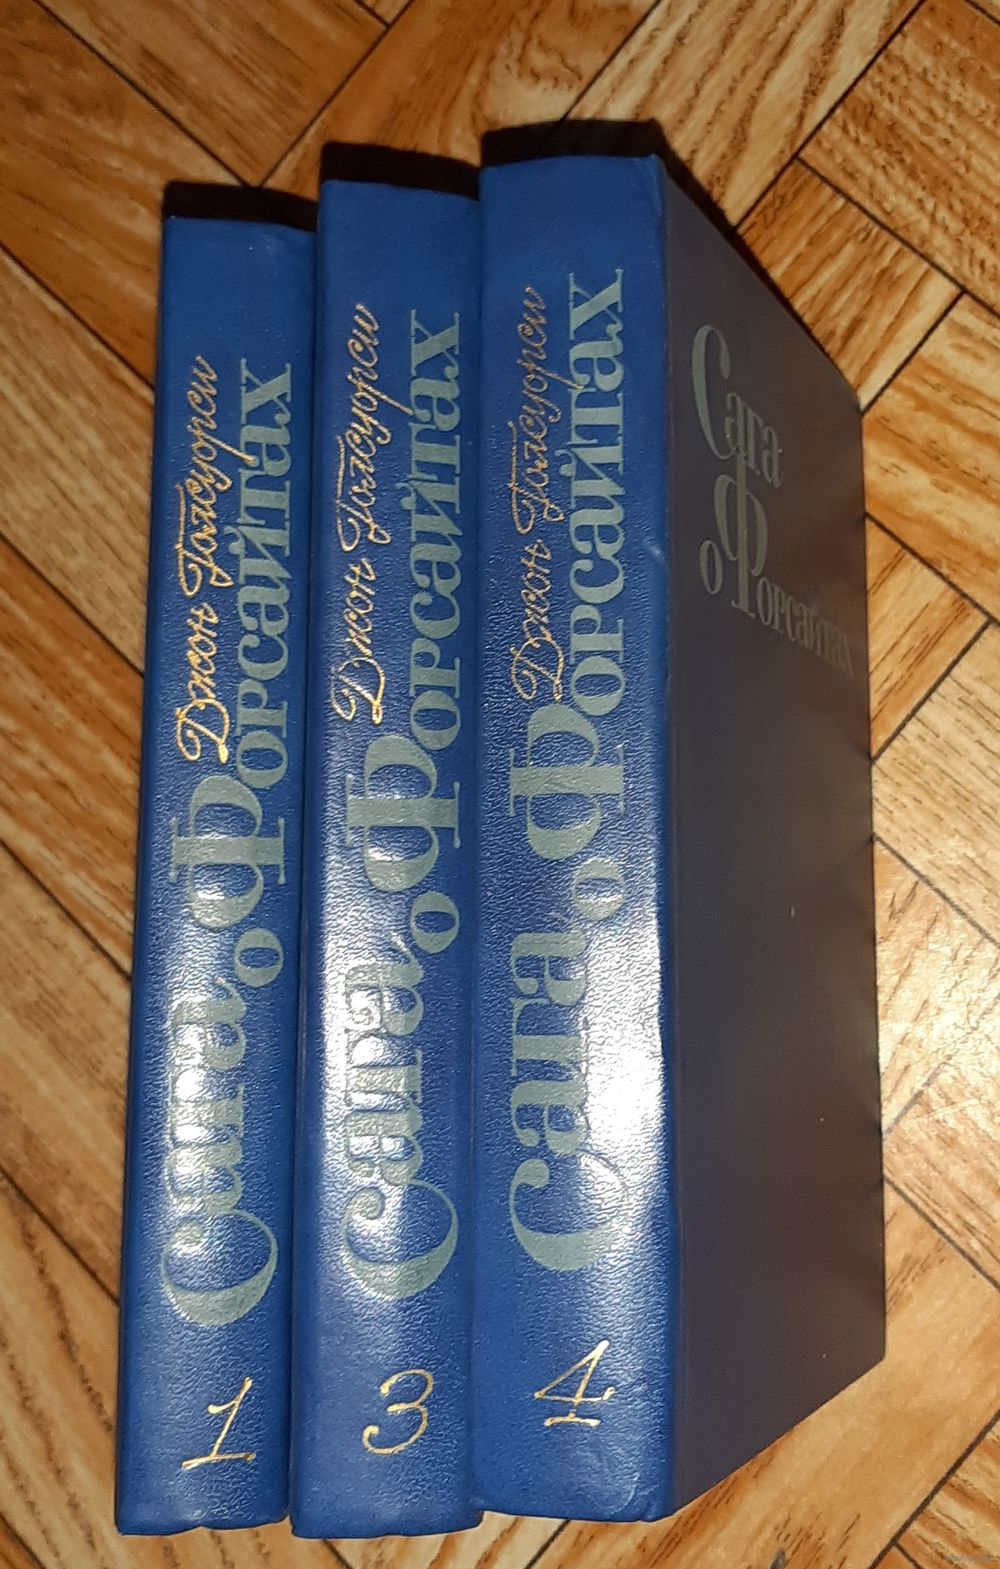 Джон Голсуорси
Сага о Форсайтах
1
Джон Голсуорси
Сага о Форсайтах
3
Джон Голсуорси
Сага о Форсайтах
4
Сага
о Форсайтах